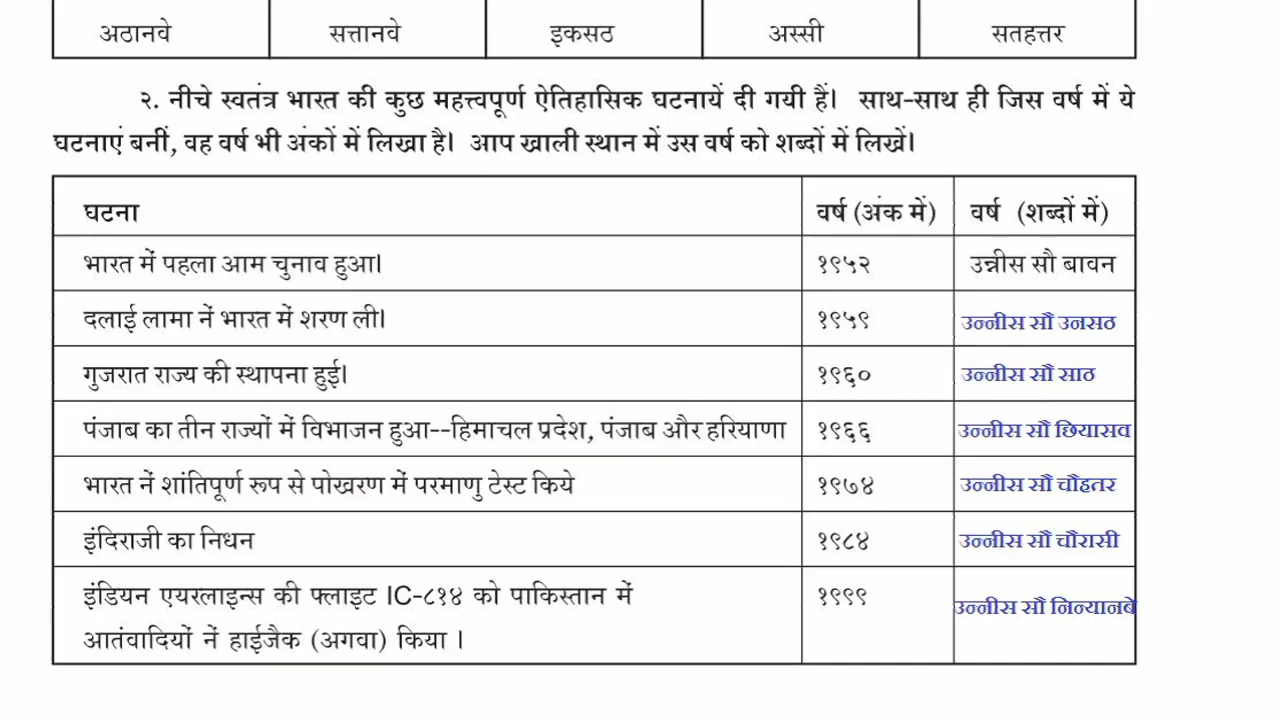 अठानवे सत्तानवे इकसठ अस्सी सतहत्तर
२. नीचे स्वतंत्र भारत की कुछ महत्त्वपूर्ण ऐतिहासिक घटनायें दी गयी हैं। साथ-साथ ही जिस वर्ष में ये
घटनाएं बनीं, वह वर्ष भी अंकों में लिखा है। आप खाली स्थान में उस वर्ष को शब्दों में लिखें।
घटना वर्ष (अंक में) वर्ष (शब्दों में)
भारत में पहला आम चुनाव हुआ। १९५२ उन्नीस सौ बावन
दलाई लामा नें भारत में शरण ली। १९५९ उन्नीस सौ उनसठ
गुजरात राज्य की स्थापना हुई। १९६० उन्नीस सौ साठ
पंजाब का तीन राज्यों में विभाजन हुआ--हिमाचल प्रदेश, पंजाब और हरियाणा १९६६ उन्नीस सौ छियासव
भारत नें शांतिपूर्ण रूप से पोखरण में परमाणु टेस्ट किये १९७४ उन्नीस सौ चौहतर
इंदिराजी का निधन १९८४ उन्नीस सौ चौरासी
इंडियन एयरलाइन्स की फ्लाइट IC-८१४ को पाकिस्तान में १९९९ उन्नीस सौ निन्यानबे
आतंवादियों नें हाईजैक (अगवा) किया ।